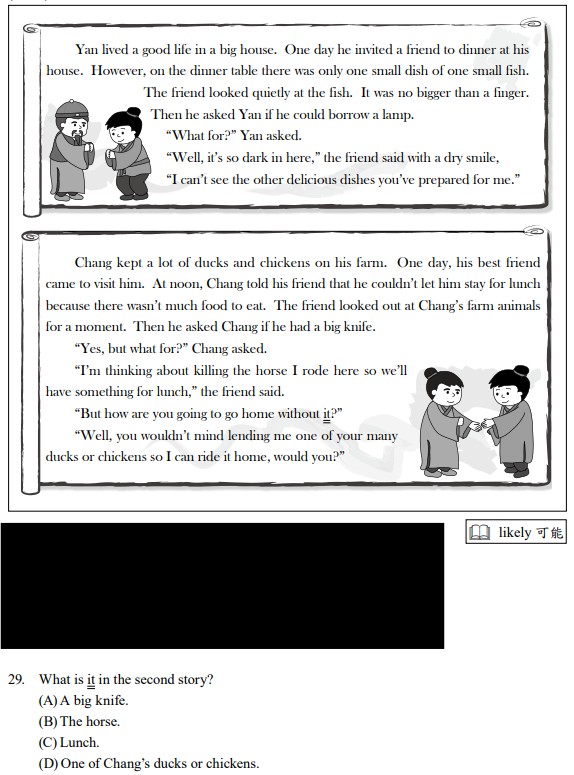 Yan lived a good life in a big house. One day he invited a friend to dinner at his
house. However, on the dinner table there was only one small dish of one small fish.
The friend looked quietly at the fish. It was no bigger than a finger.
Then he asked Yan if he could borrow a lamp.
“What for?” Yan asked.
“Well, it’s so dark in here,” the friend said with a dry smile,
“I can’t see the other delicious dishes you’ve prepared for me.”
Chang kept a lot of ducks and chickens on his farm. One day, his best friend
came to visit him. At noon, Chang told his friend that he couldn’t let him stay for lunch
because there wasn’t much food to eat. The friend looked out at Chang’s farm animals
for a moment. Then he asked Chang if he had a big knife.
“Yes, but what for?” Chang asked.
“I’m thinking about killing the horse I rode here so we’ll
have something for lunch,” the friend said.
“But how are you going to go home without it?”
“Well, you wouldn’t mind lending me one of your many
ducks or chickens so I can ride it home, would you?”
likely 可能
29. What is it in the second story?
(A) A big knife.
(B) The horse.
(C) Lunch.
(D) One of Chang’s ducks or chickens.